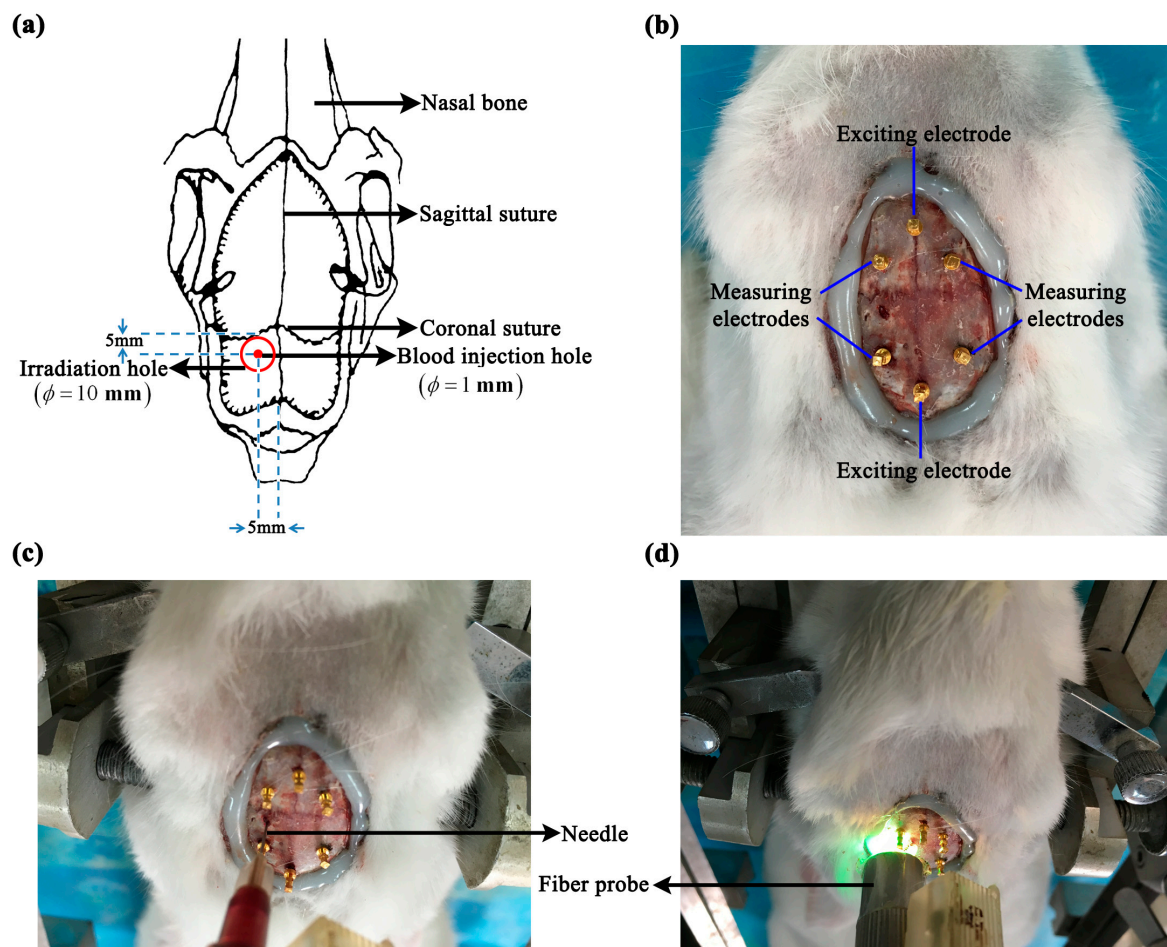 (a)
Nasal bone
Sagittal suture
Coronal suture
5mm
Blood injection hole
Irradiation hole
(ϕ = 10 mm)
(ϕ = 1 mm)
5mm
(b)
Exciting electrode
Measuring
electrodes
Measuring
electrodes
Exciting electrode
(c)
Needle
(d)
Fiber probe